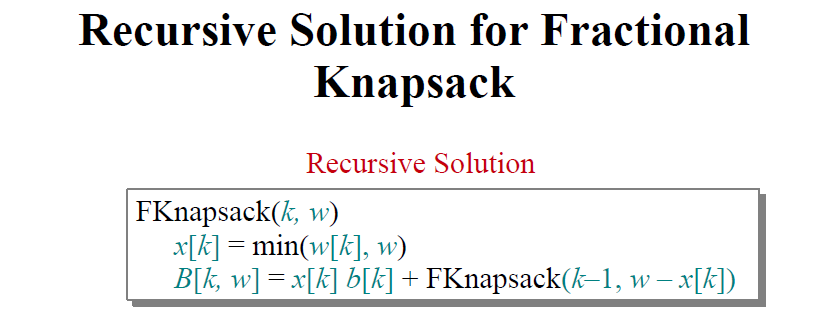 Recursive Solution for Fractional
Knapsack
Recursive Solution
FKnapsack(k, w)
x[k] = min(w[k], w)
B[k, w] = x[k] b[k] + FKnapsack(k–1, w – x[k])